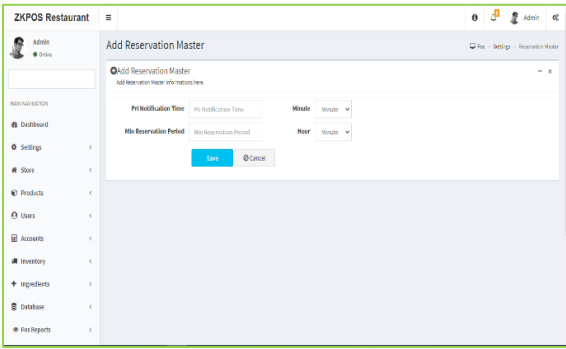 ZKPOS Restaurant
Admin
Admin
Online
Add Reservation Master
Pos > Settings > Reservation Master
Add Reservation Master
Add Reservation Master Informations here.
Pri Notification Time Pri Notification Time Minute Minute
Min Reservation Period Min Reservation Period Hour Minute
Save Cancel
MAIN NAVIGATION
Dashboard
Settings
Store
Products
Users
Accounts
Inventory
Ingredients
Database
Pos Reports